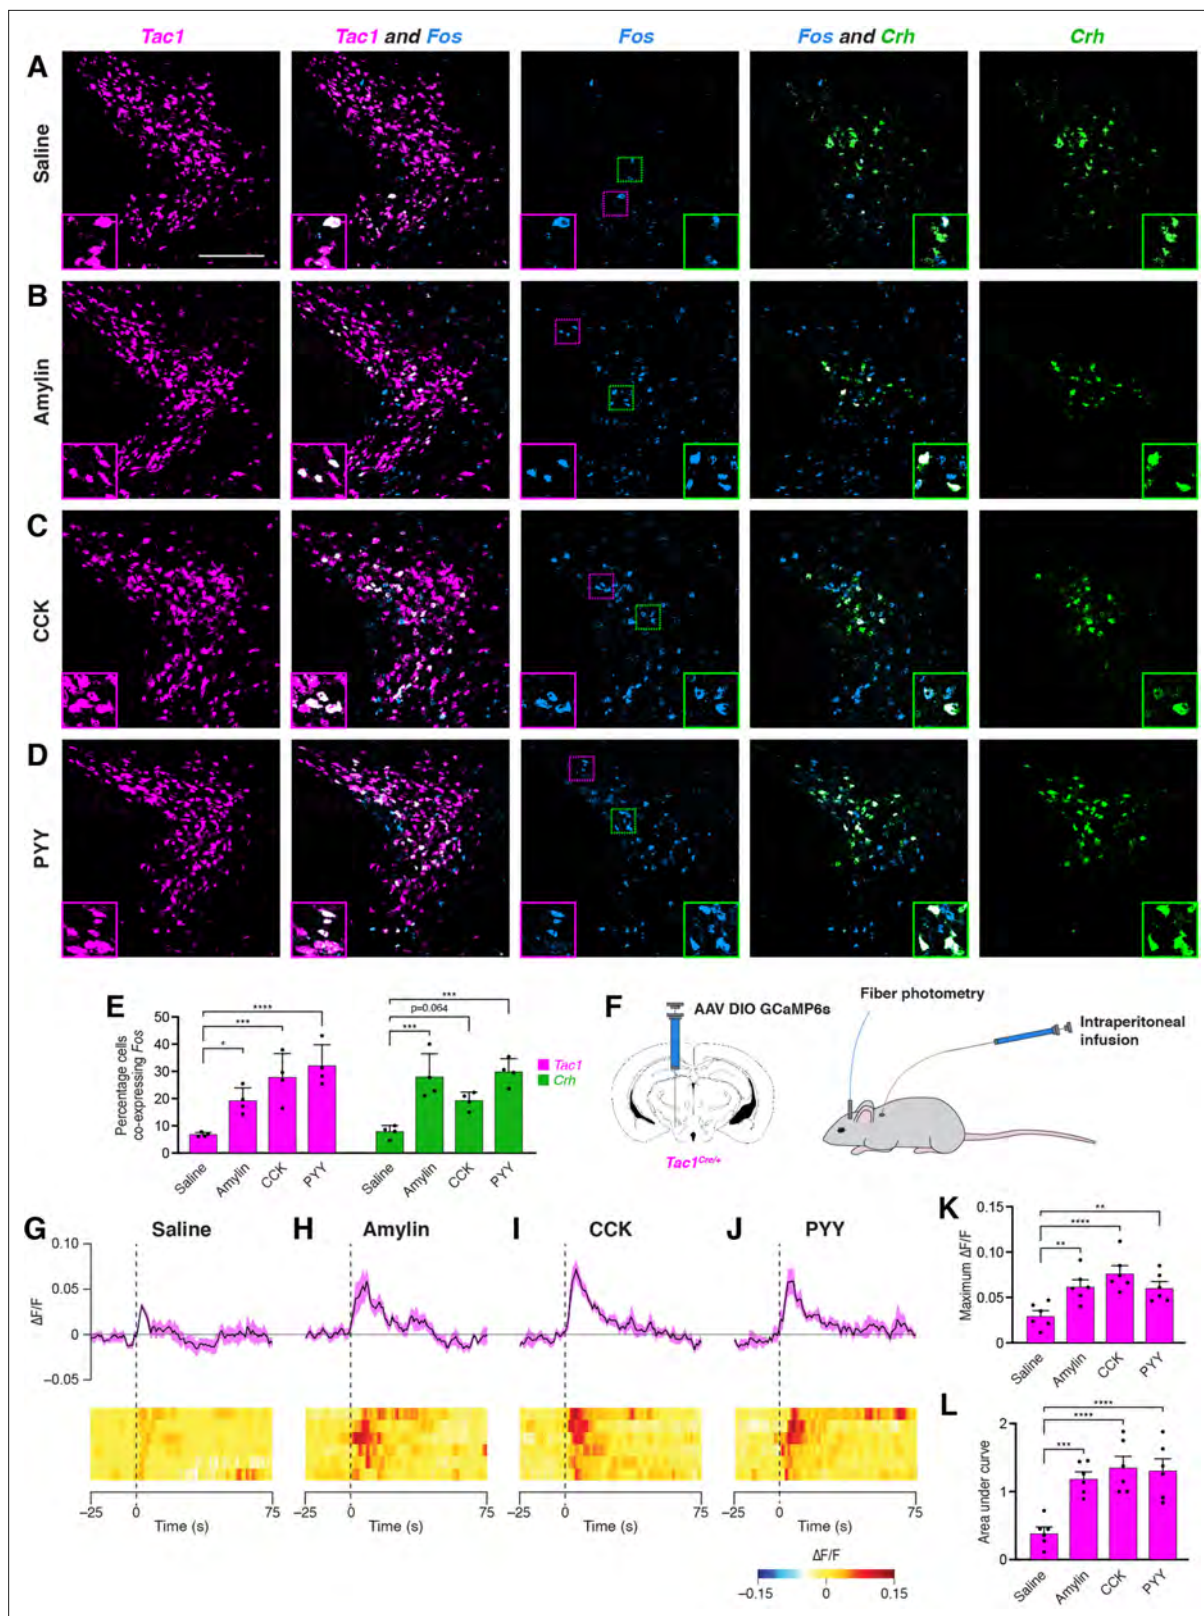 Tac1 Tac1 and Fos Fos Fos and Crh Crh
A
Saline
B
Amylin
C
CCK
D
PYY
E
Percentage cells
co-expressing Fos
50
40
30
20
10
0
****
***
*
***
p=0.064
***
Saline Amylin CCK PYY Saline Amylin CCK PYY
Tac1
Crh
F
AAV DIO GCaMP6s
Tac1Cre/+
Fiber photometry
Intraperitoneal
infusion
G Saline H Amylin I CCK J PYY
ΔF/F
0.10
0.05
0
−0.05
−25 0 75 0 75 0 75 0 75
Time (s) Time (s) Time (s) Time (s)
ΔF/F
−0.15 0 0.15
K
Maximum ΔF/F
0.15
0.10
0.05
0
**
****
**
Saline Amylin CCK PYY
L
Area under curve
2
1
0
****
****
***
Saline Amylin CCK PYY